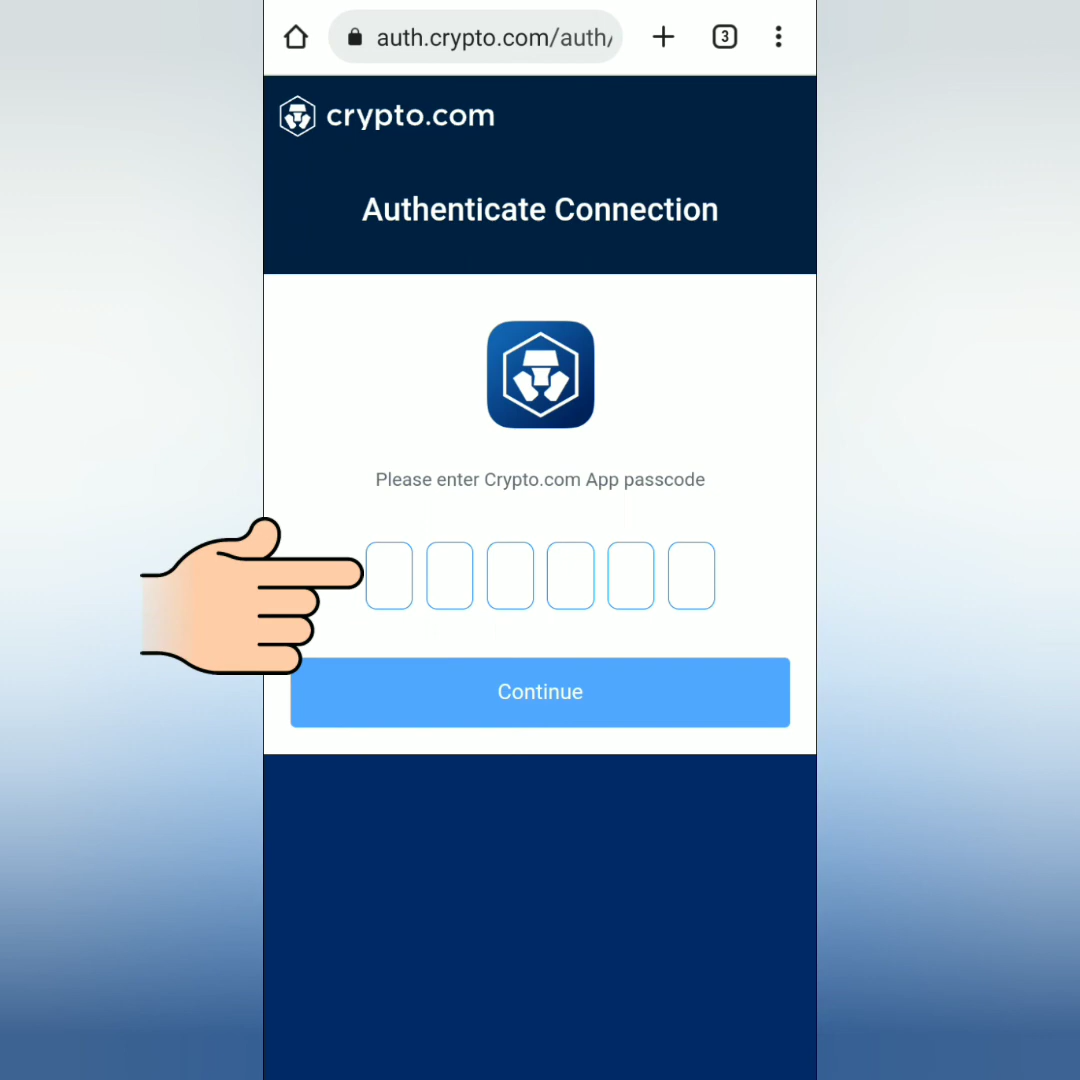 auth.crypto.com/auth/
3
crypto.com
Authenticate Connection
Please enter Crypto.com App passcode
Continue